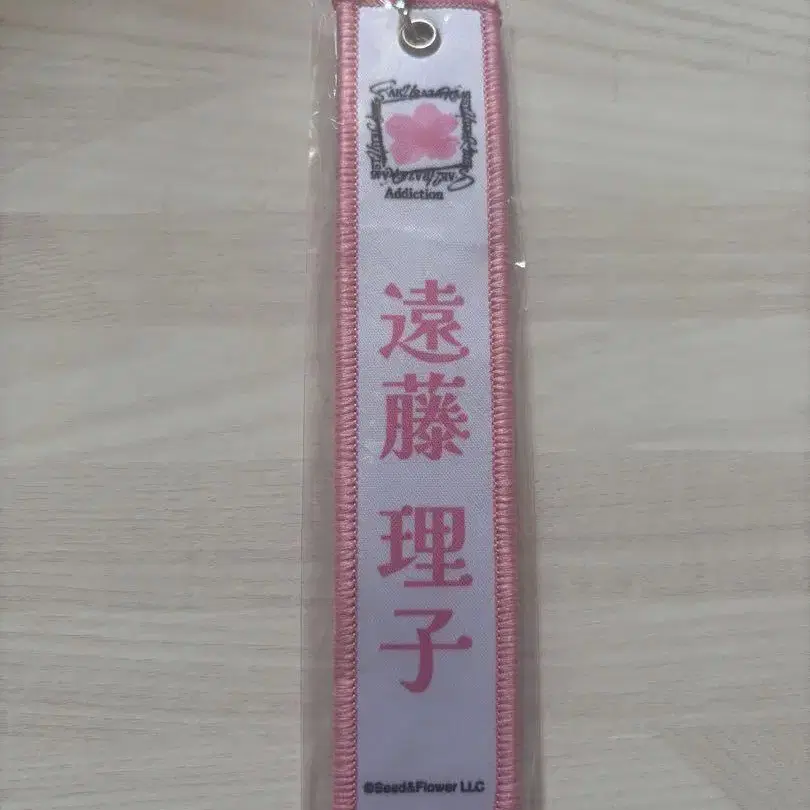 Addiction
遠藤 理子
©Seed&Flower LLC